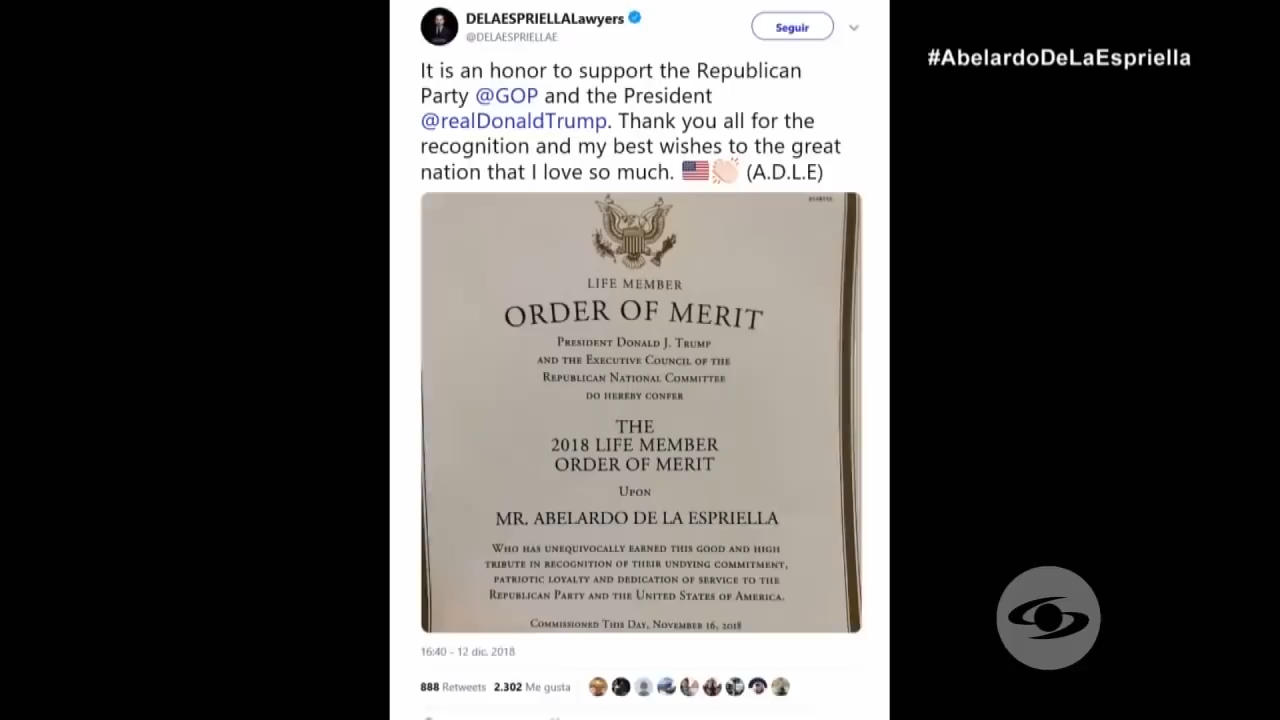 DELAESPRIELLALawyers
@DELAESPRIELLAE
Seguir
#AbelardoDeLaEspriella
It is an honor to support the Republican
Party @GOP and the President
@realDonaldTrump. Thank you all for the
recognition and my best wishes to the great
nation that I love so much. 🇺🇸👏🏻 (A.D.L.E)
LIFE MEMBER
ORDER OF MERIT
PRESIDENT DONALD J. TRUMP
AND THE EXECUTIVE COUNCIL OF THE
REPUBLICAN NATIONAL COMMITTEE
DO HEREBY CONFER
THE
2018 LIFE MEMBER
ORDER OF MERIT
UPON
MR. ABELARDO DE LA ESPRIELLA
WHO HAS UNEQUIVOCALLY EARNED THIS GOOD AND HIGH
TRIBUTE IN RECOGNITION OF THEIR UNDYING COMMITMENT,
PATRIOTIC LOYALTY AND DEDICATION OF SERVICE TO THE
REPUBLICAN PARTY AND THE UNITED STATES OF AMERICA.
COMMISSIONED THIS DAY, NOVEMBER 16, 2018
16:40 - 12 dic. 2018
888 Retweets 2.302 Me gusta